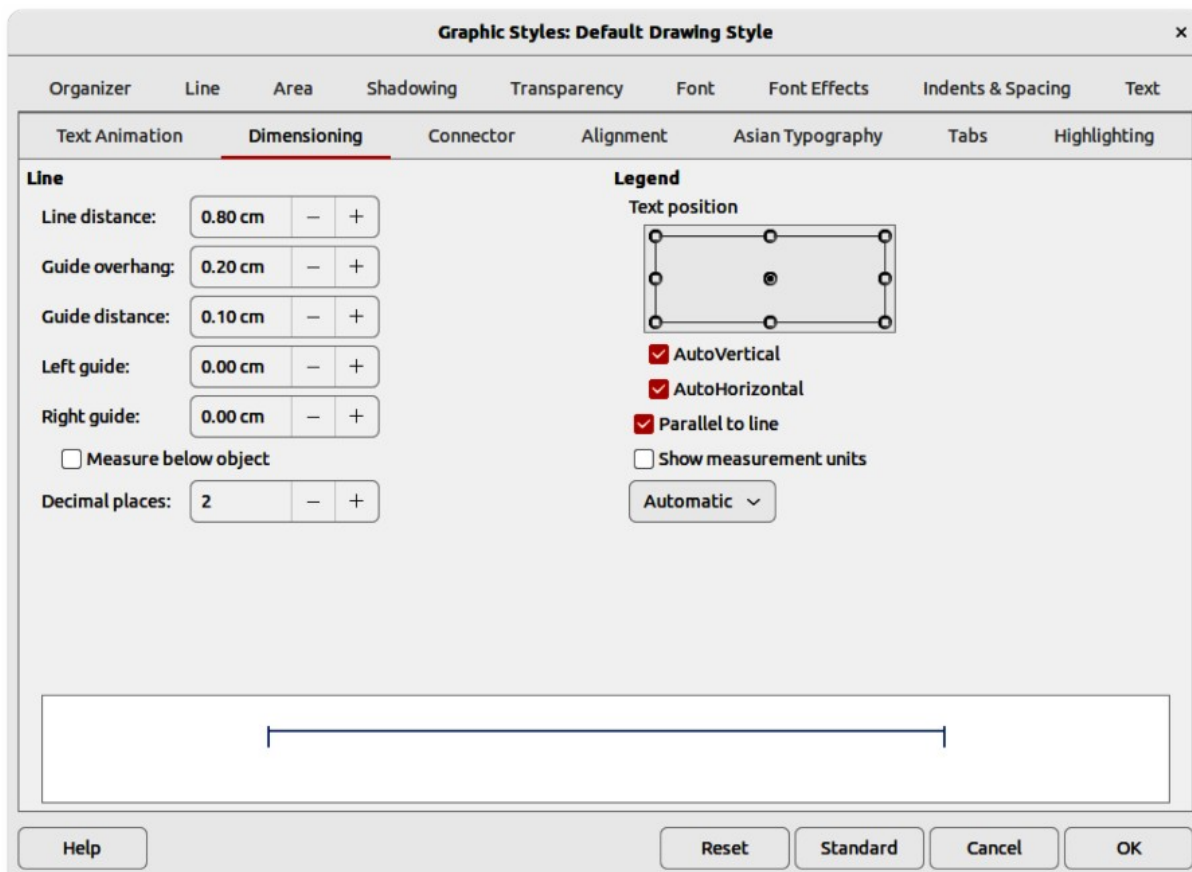 Graphic Styles: Default Drawing Style
Organizer Line Area Shadowing Transparency Font Font Effects Indents & Spacing Text
Text Animation Dimensioning Connector Alignment Asian Typography Tabs Highlighting
Line
Line distance: 0.80 cm
Guide overhang: 0.20 cm
Guide distance: 0.10 cm
Left guide: 0.00 cm
Right guide: 0.00 cm
Measure below object
Decimal places: 2
Legend
Text position
AutoVertical
AutoHorizontal
Parallel to line
Show measurement units
Automatic
Help Reset Standard Cancel OK